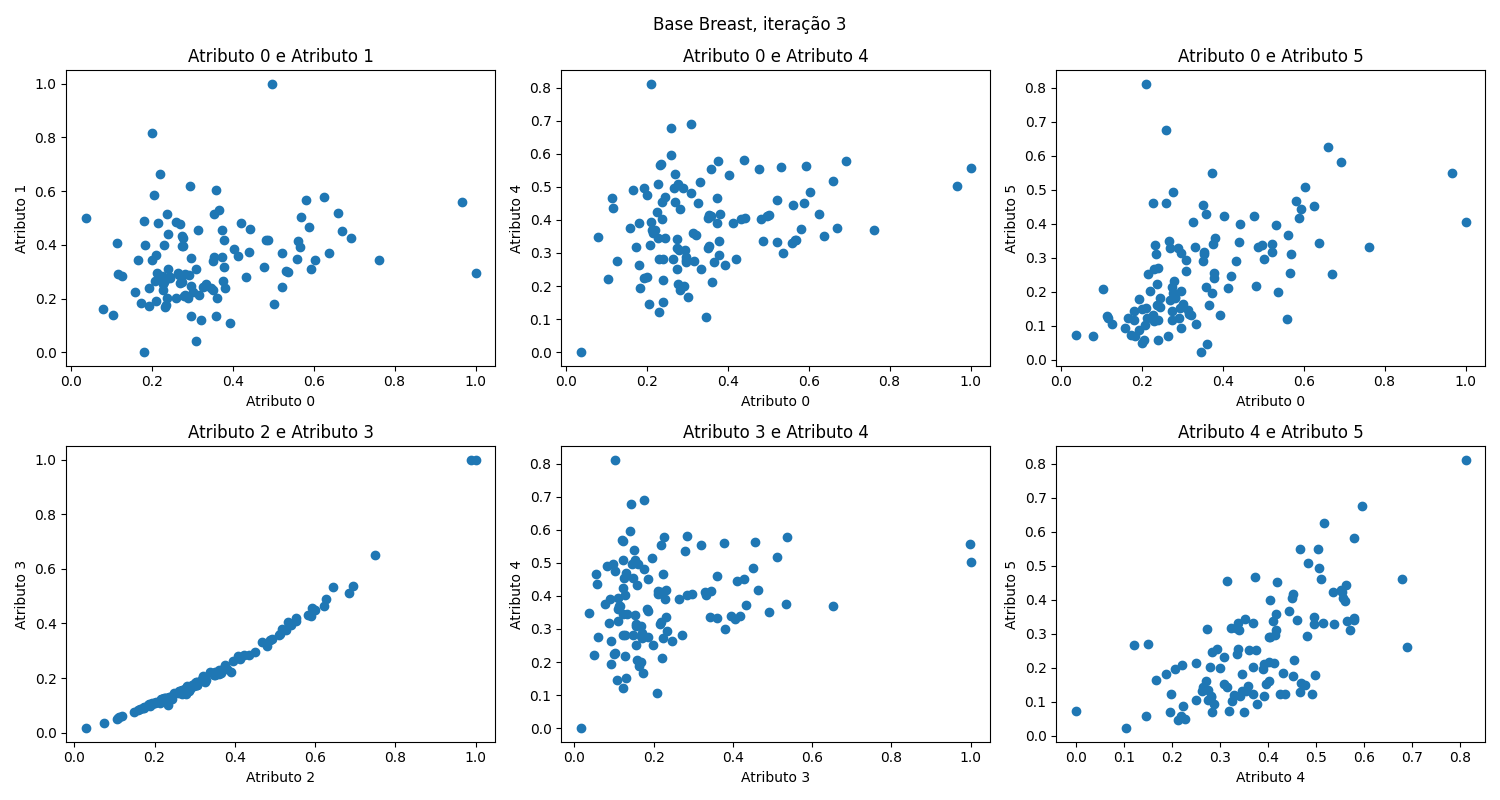 Base Breast, iteração 3
Atributo 0 e Atributo 1
Atributo 1
1.0
0.8
0.6
0.4
0.2
0.0
0.0 0.2 0.4 0.6 0.8 1.0
Atributo 0
Atributo 0 e Atributo 4
Atributo 4
0.8
0.7
0.6
0.5
0.4
0.3
0.2
0.1
0.0
0.0 0.2 0.4 0.6 0.8 1.0
Atributo 0
Atributo 0 e Atributo 5
Atributo 5
0.8
0.7
0.6
0.5
0.4
0.3
0.2
0.1
0.0
0.0 0.2 0.4 0.6 0.8 1.0
Atributo 0
Atributo 2 e Atributo 3
Atributo 3
1.0
0.8
0.6
0.4
0.2
0.0
0.0 0.2 0.4 0.6 0.8 1.0
Atributo 2
Atributo 3 e Atributo 4
Atributo 4
0.8
0.7
0.6
0.5
0.4
0.3
0.2
0.1
0.0
0.0 0.2 0.4 0.6 0.8 1.0
Atributo 3
Atributo 4 e Atributo 5
Atributo 5
0.8
0.7
0.6
0.5
0.4
0.3
0.2
0.1
0.0
0.0 0.1 0.2 0.3 0.4 0.5 0.6 0.7 0.8
Atributo 4